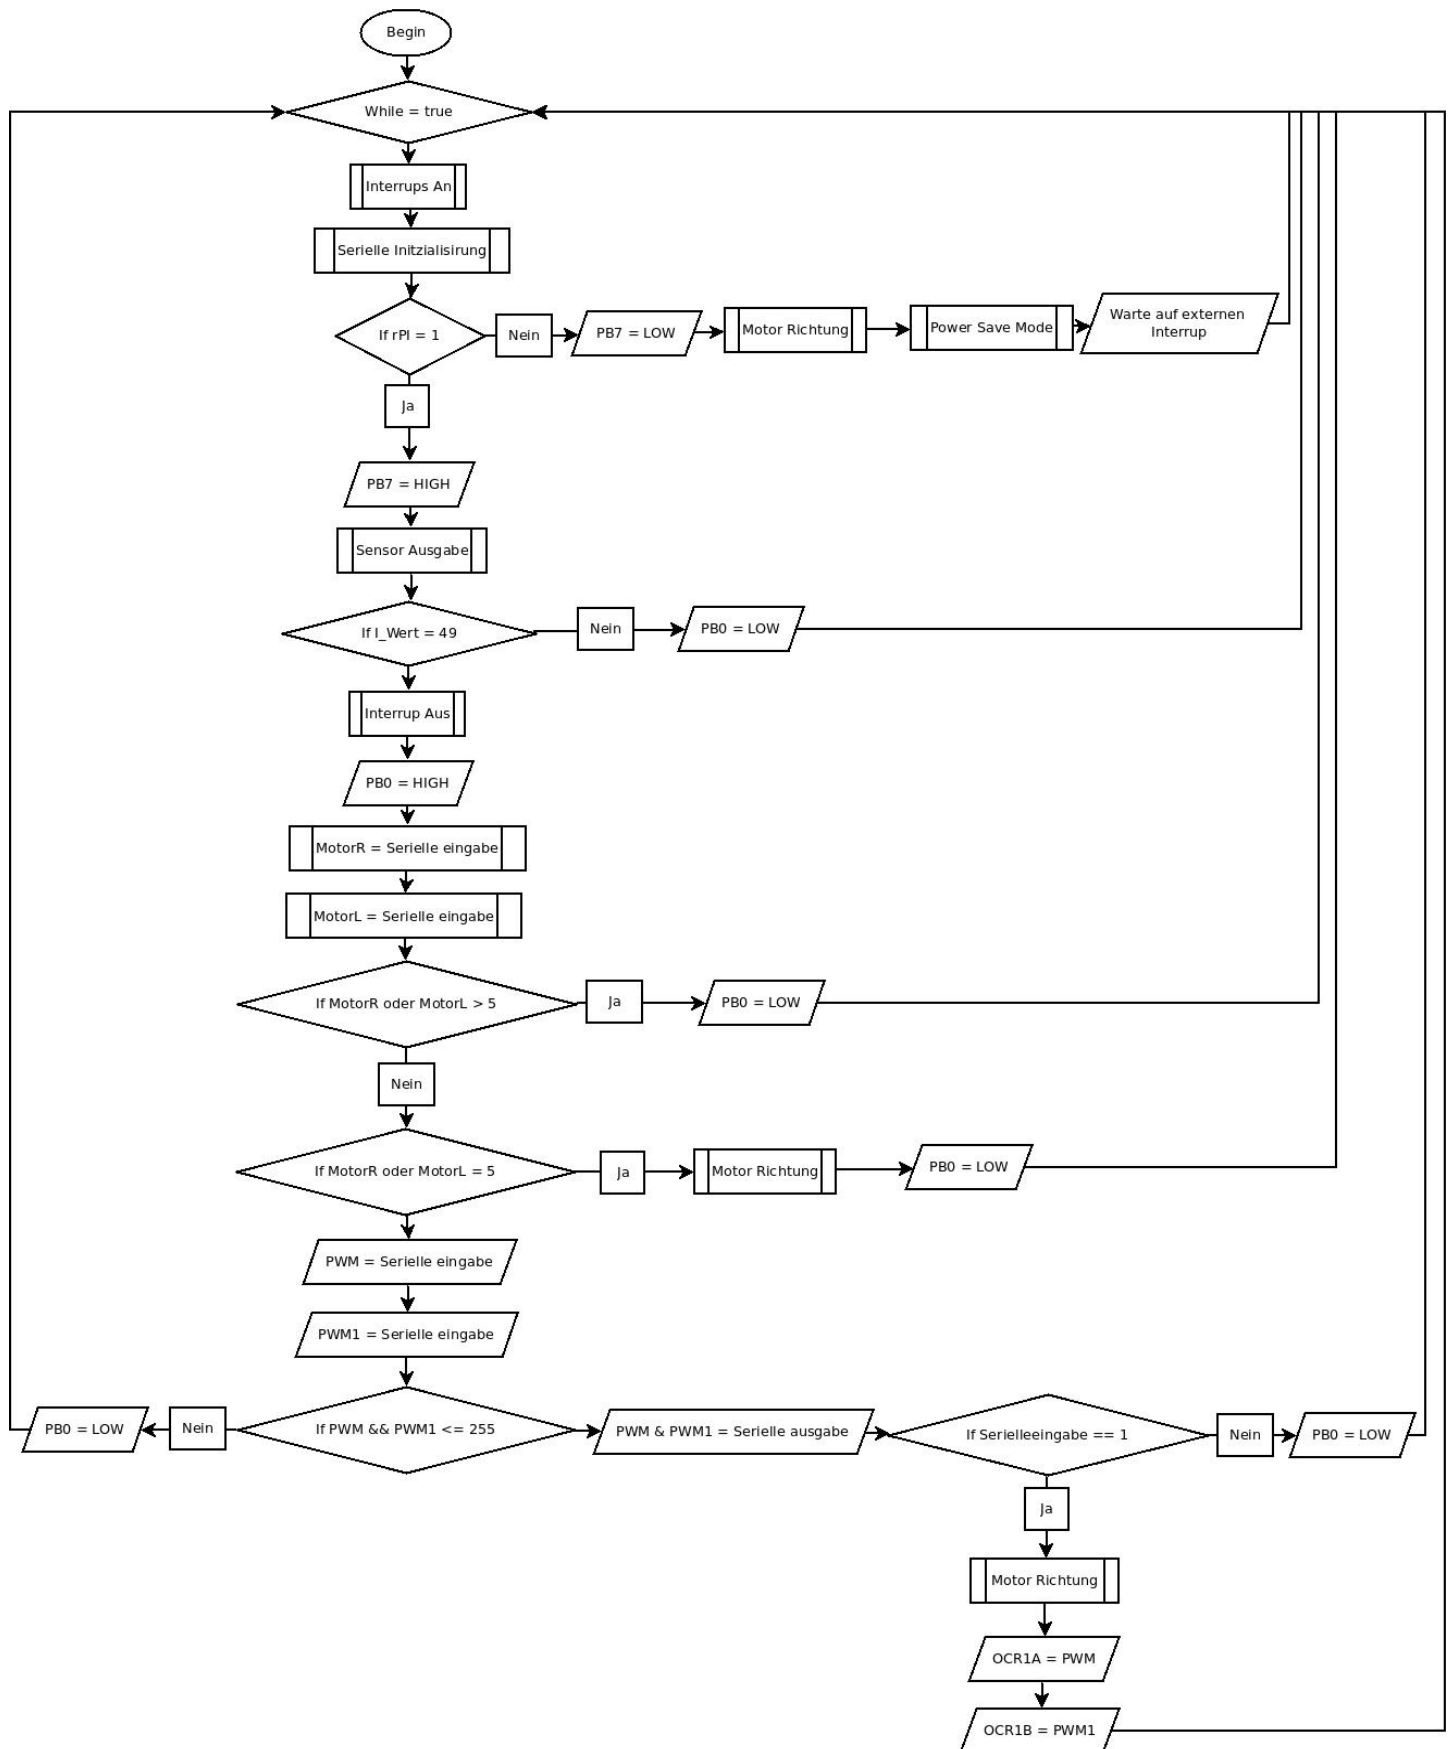 Begin
While = true
Interrups An
Serielle Initzialisirung
If rPI = 1
Nein
PB7 = LOW
Motor Richtung
Power Save Mode
Warte auf externen
Interrup
Ja
PB7 = HIGH
Sensor Ausgabe
If I_Wert = 49
Nein
PB0 = LOW
Interrup Aus
PB0 = HIGH
MotorR = Serielle eingabe
MotorL = Serielle eingabe
If MotorR oder MotorL > 5
Ja
PB0 = LOW
Nein
If MotorR oder MotorL = 5
Ja
Motor Richtung
PB0 = LOW
PWM = Serielle eingabe
PWM1 = Serielle eingabe
PB0 = LOW
Nein
If PWM && PWM1 <= 255
PWM & PWM1 = Serielle ausgabe
If Serielleeingabe == 1
Nein
PB0 = LOW
Ja
Motor Richtung
OCR1A = PWM
OCR1B = PWM1